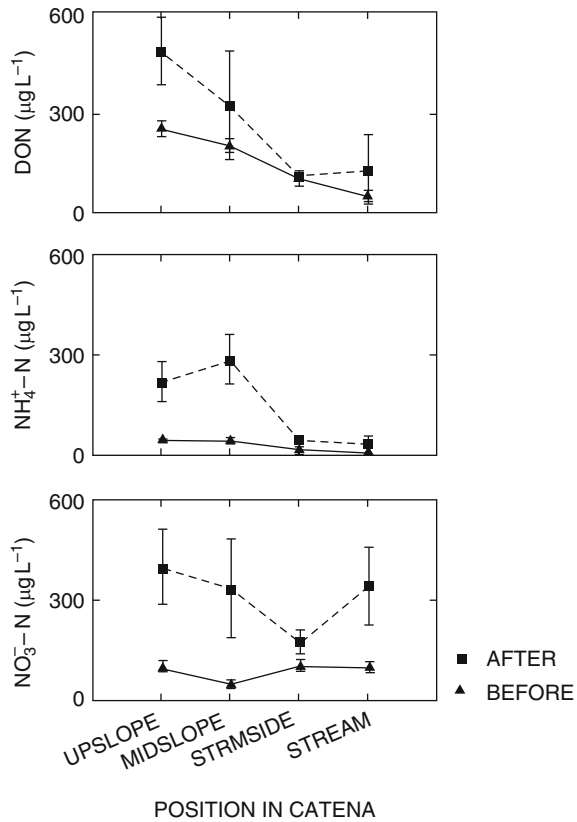 600
300
0
DON (μg L⁻¹)
600
300
0
NH₄⁺–N (μg L⁻¹)
600
300
0
NO₃⁻–N (μg L⁻¹)
AFTER
BEFORE
UPSLOPE
MIDSLOPE
STRMSIDE
STREAM
POSITION IN CATENA